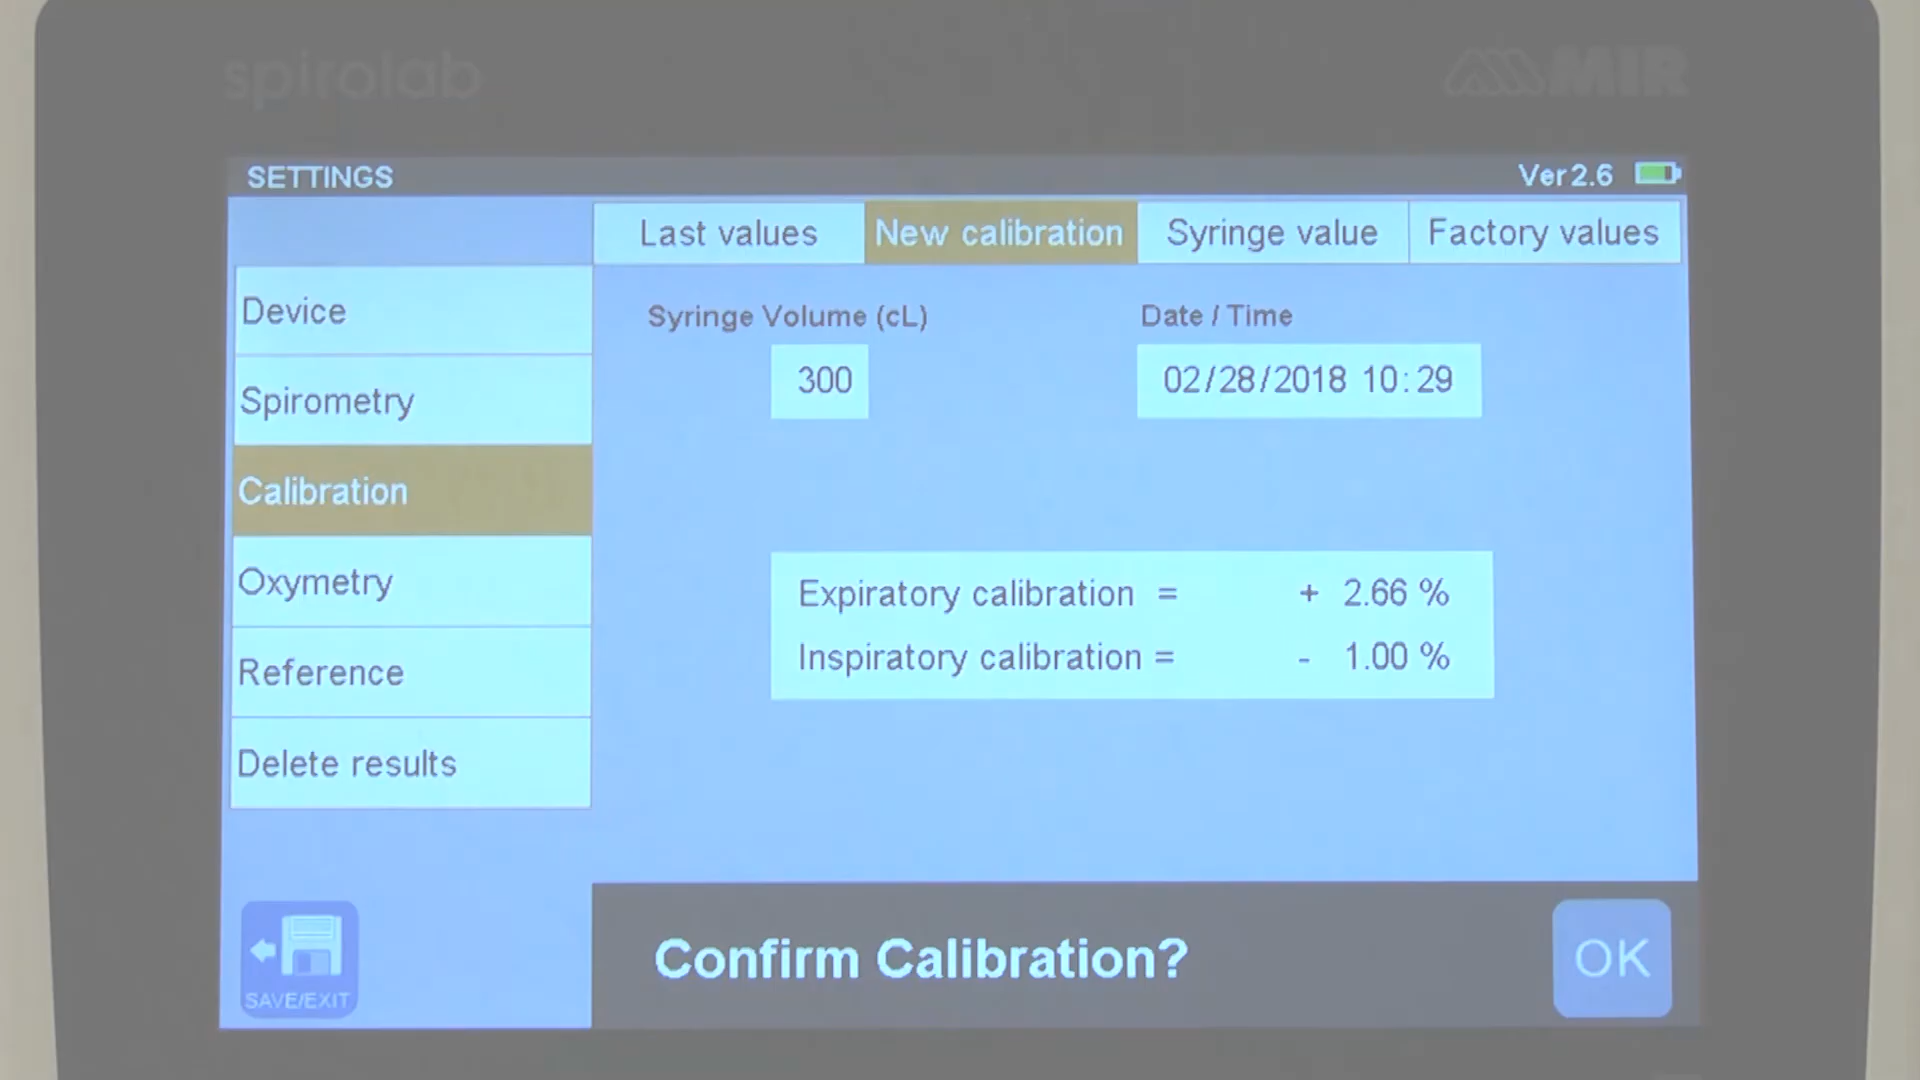 spirolab
MIR
SETTINGS
Ver 2.6
Last values
New calibration
Syringe value
Factory values
Device
Spirometry
Calibration
Oxymetry
Reference
Delete results
Syringe Volume (cL)
Date / Time
300
02/28/2018 10:29
Expiratory calibration = + 2.66 %
Inspiratory calibration = - 1.00 %
SAVE/EXIT
Confirm Calibration?
OK